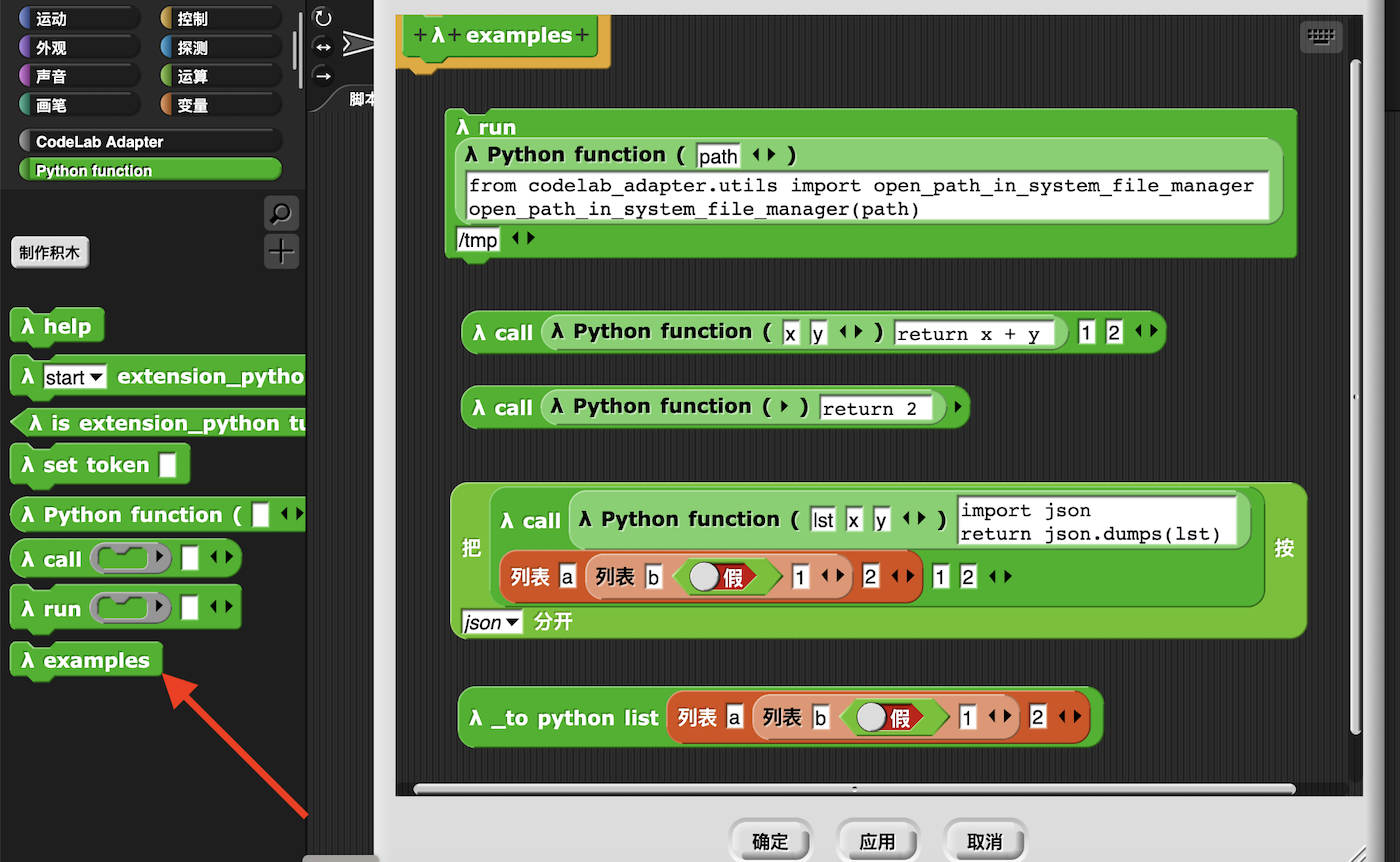 运动 控制
外观 探测
声音 运算
画笔 变量
CodeLab Adapter
Python function
制作积木
λ help
λ start extension_pytho
λ is extension_python tu
λ set token
λ Python function (
λ call
λ run
λ examples
脚本
+ λ + examples +
λ run
λ Python function ( path )
from codelab_adapter.utils import open_path_in_system_file_manager
open_path_in_system_file_manager(path)
/tmp
λ call λ Python function ( x y ) return x + y 1 2
λ call λ Python function ( ) return 2
把 λ call λ Python function ( lst x y ) import json
return json.dumps(lst)
列表 a 列表 b 假 1 2 1 2 按
json 分开
λ _to python list 列表 a 列表 b 假 1 2
确定 应用 取消